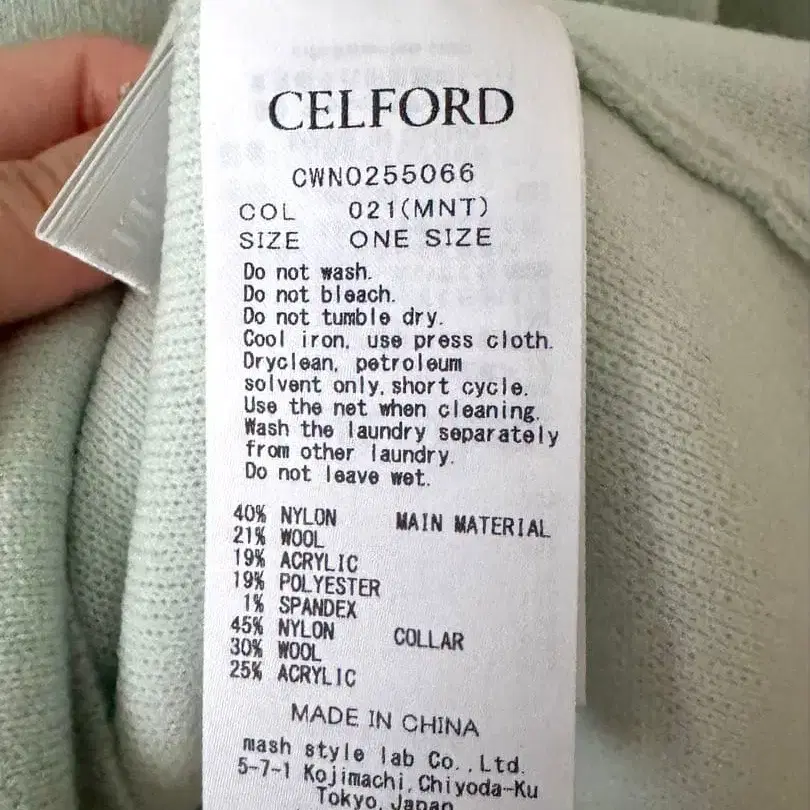 CELFORD
CWN0255066
COL 021(MNT)
SIZE ONE SIZE
Do not wash.
Do not bleach.
Do not tumble dry.
Cool iron, use press cloth.
Dryclean, petroleum
solvent only, short cycle.
Use the net when cleaning.
Wash the laundry separately
from other laundry.
Do not leave wet.
40% NYLON MAIN MATERIAL
21% WOOL
19% ACRYLIC
19% POLYESTER
1% SPANDEX
45% NYLON COLLAR
30% WOOL
25% ACRYLIC
MADE IN CHINA
mash style lab Co.,Ltd.
5-7-1 Kojimachi,Chiyoda-Ku
Tokyo,Japan